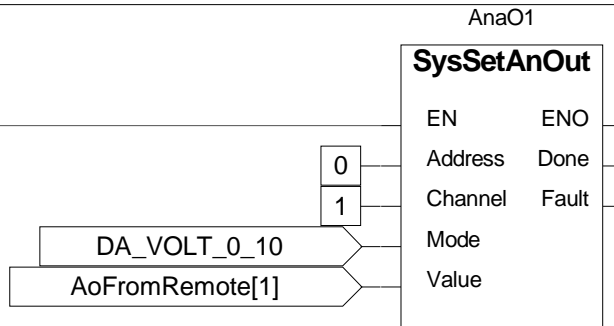 AnaO1
SysSetAnOut
EN ENO
0 Address Done
1 Channel Fault
DA_VOLT_0_10 Mode
AoFromRemote[1] Value